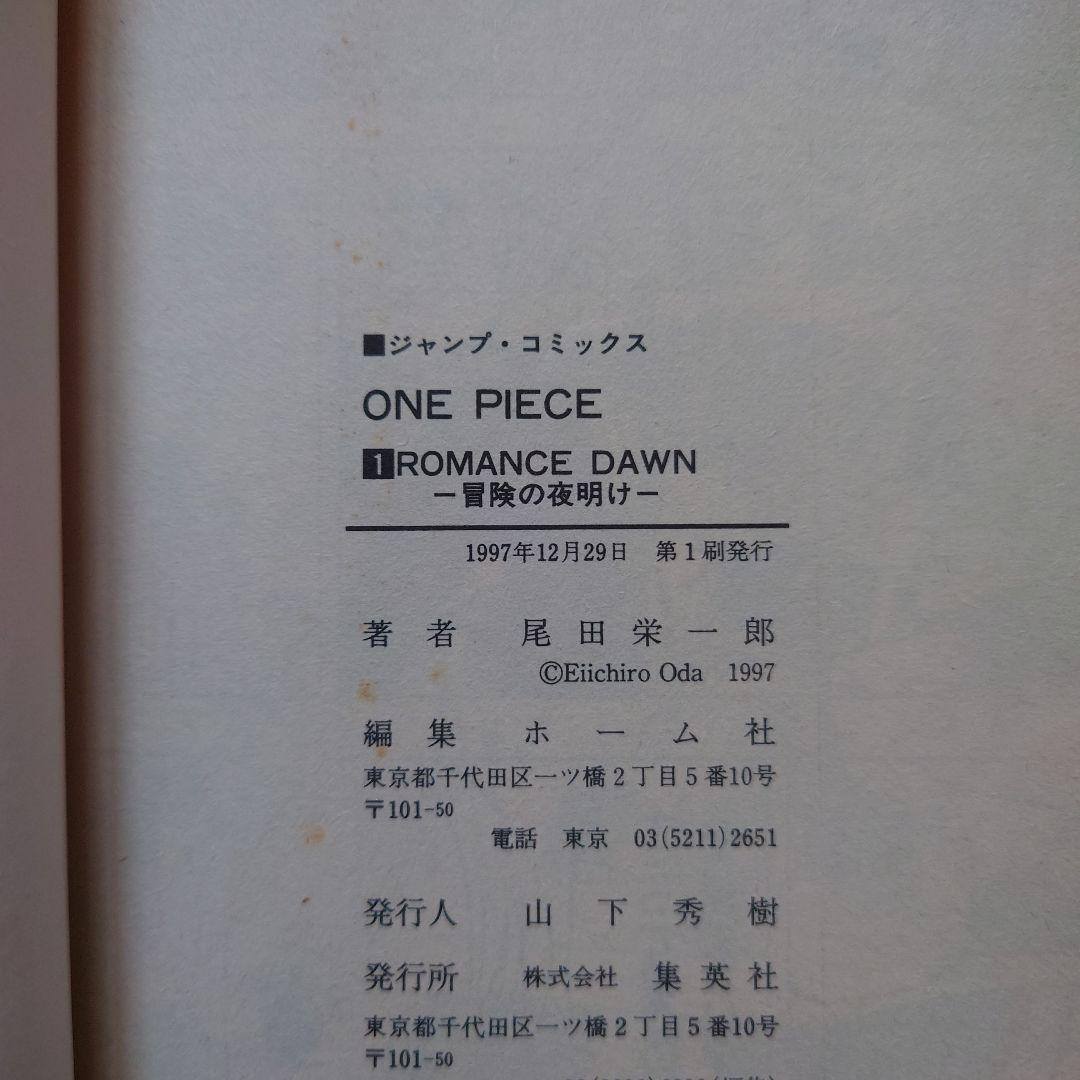 ■ジャンプ・コミックス
ONE PIECE
1ROMANCE DAWN
－冒険の夜明け－
1997年12月29日　第1刷発行
著者　尾田栄一郎
©Eiichiro Oda　1997
編集　ホーム社
東京都千代田区一ツ橋2丁目5番10号
〒101-50
電話　東京　03(5211)2651
発行人　山下秀樹
発行所　株式会社　集英社
東京都千代田区一ツ橋2丁目5番10号
〒101-50